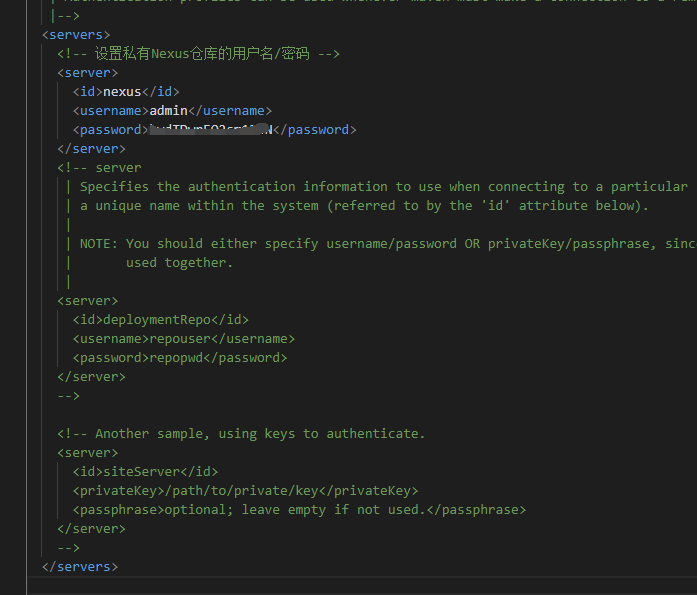 |-->
<servers>
<!-- 设置私有Nexus仓库的用户名/密码 -->
<server>
<id>nexus</id>
<username>admin</username>
<password></password>
</server>
<!-- server
| Specifies the authentication information to use when connecting to a particular
| a unique name within the system (referred to by the 'id' attribute below).
|
| NOTE: You should either specify username/password OR privateKey/passphrase, sinc
| used together.
|
<server>
<id>deploymentRepo</id>
<username>repouser</username>
<password>repopwd</password>
</server>
-->
<!-- Another sample, using keys to authenticate.
<server>
<id>siteServer</id>
<privateKey>/path/to/private/key</privateKey>
<passphrase>optional; leave empty if not used.</passphrase>
</server>
-->
</servers>